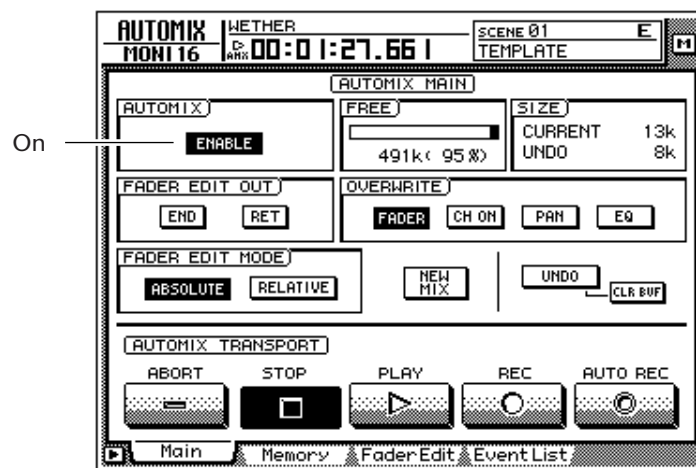 AUTOMIX WETHER SCENE 01 E
MONI 16 AMX 00:01:27.661 TEMPLATE M
AUTOMIX MAIN
AUTOMIX FREE SIZE
On ENABLE CURRENT 13k
491k( 95%) UNDO 8k
FADER EDIT OUT OVERWRITE
END RET FADER CH ON PAN EQ
FADER EDIT MODE
ABSOLUTE RELATIVE NEW MIX UNDO CLR BUF
AUTOMIX TRANSPORT
ABORT STOP PLAY REC AUTO REC
Main Memory Fader Edit Event List